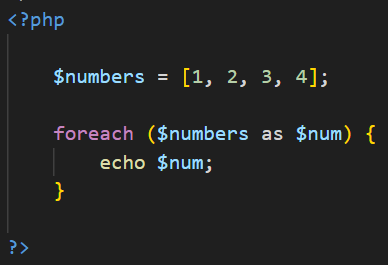 <?php
$numbers = [1, 2, 3, 4];
foreach ($numbers as $num) {
echo $num;
}
?>